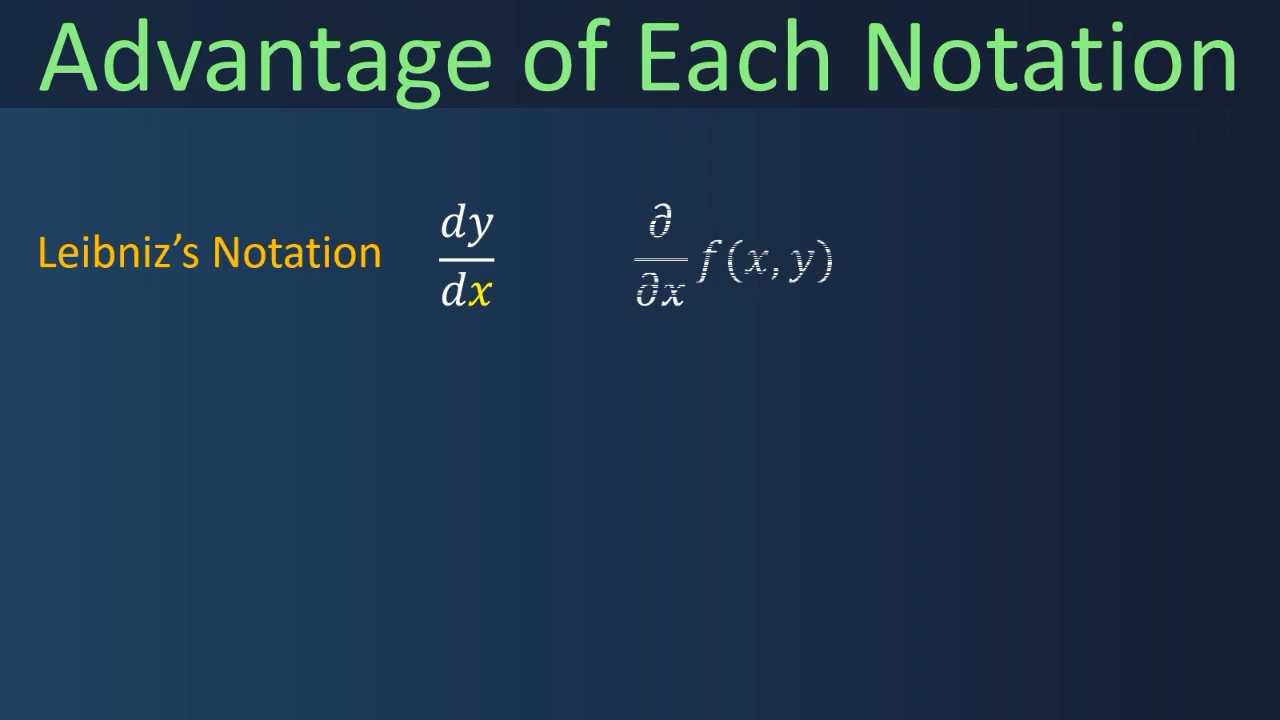 Advantage of Each Notation
Leibniz’s Notation dy/dx ∂/∂x f(x, y)